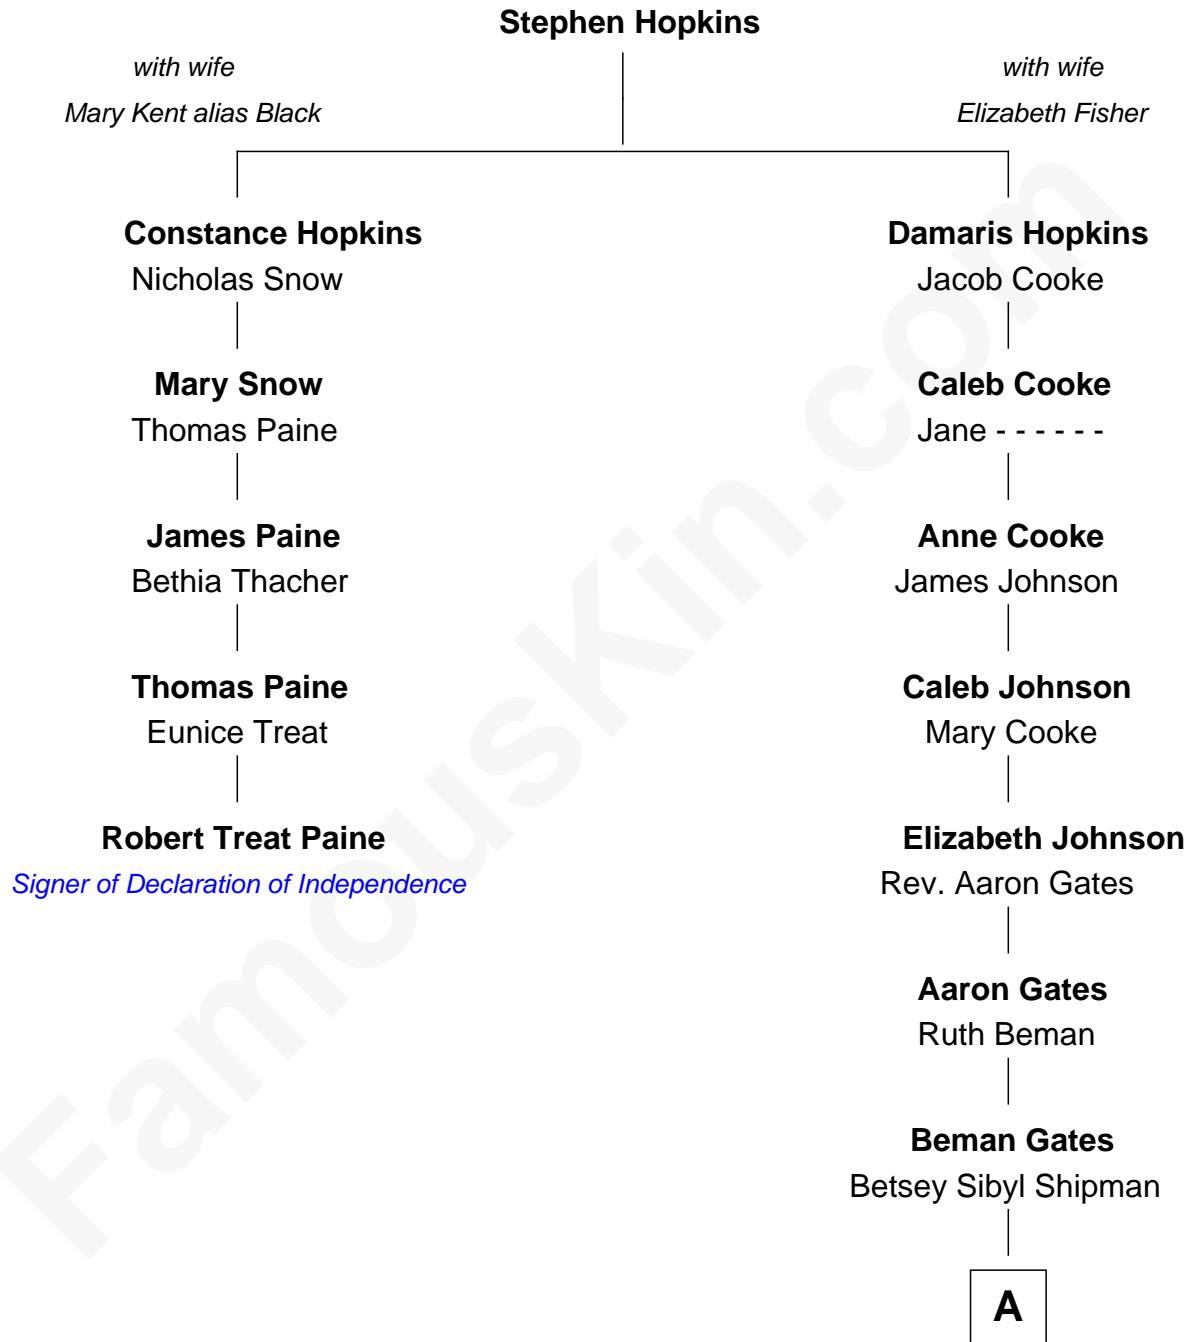 Stephen Hopkins
with wife
Mary Kent alias Black
with wife
Elizabeth Fisher
Constance Hopkins
Nicholas Snow
Damaris Hopkins
Jacob Cooke
Mary Snow
Thomas Paine
Caleb Cooke
Jane - - - - - -
James Paine
Bethia Thacher
Anne Cooke
James Johnson
Thomas Paine
Eunice Treat
Caleb Johnson
Mary Cooke
Robert Treat Paine
Signer of Declaration of Independence
Elizabeth Johnson
Rev. Aaron Gates
Aaron Gates
Ruth Beman
Beman Gates
Betsey Sibyl Shipman
A
FamousKin.com